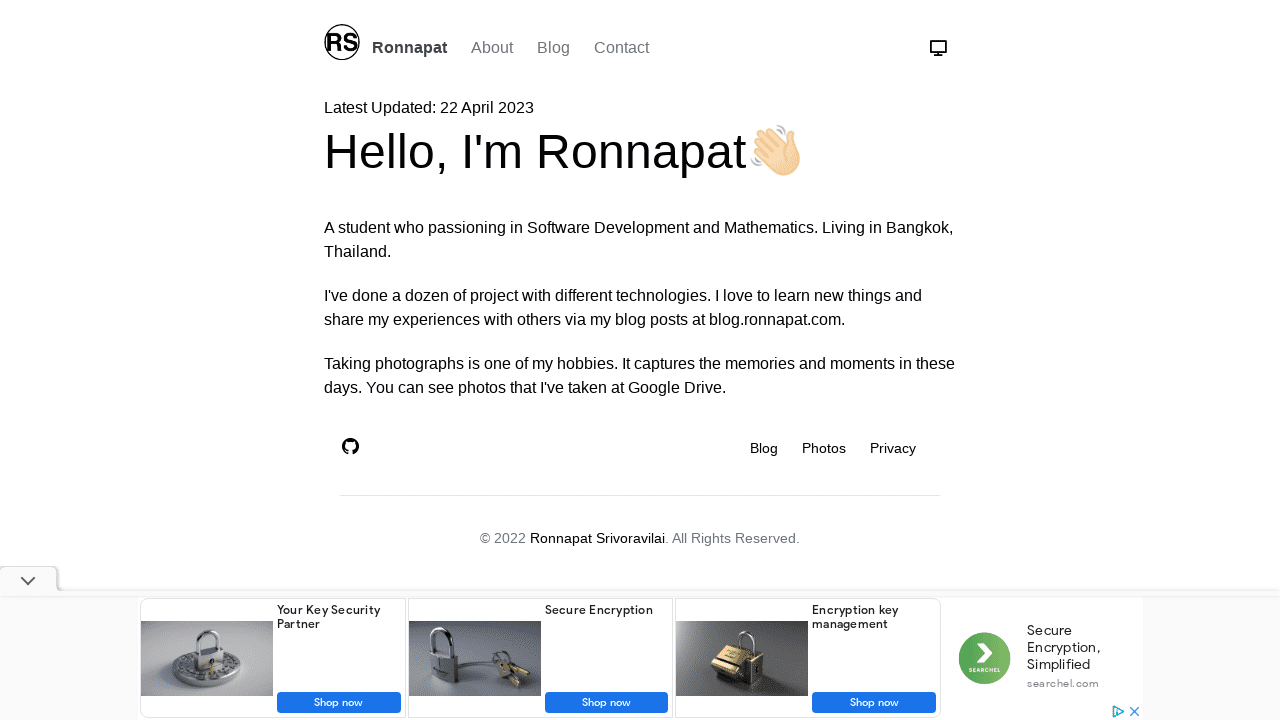 RS
Ronnapat About Blog Contact
Latest Updated: 22 April 2023
Hello, I'm Ronnapat👋🏻
A student who passioning in Software Development and Mathematics. Living in Bangkok,
Thailand.
I've done a dozen of project with different technologies. I love to learn new things and
share my experiences with others via my blog posts at blog.ronnapat.com.
Taking photographs is one of my hobbies. It captures the memories and moments in these
days. You can see photos that I've taken at Google Drive.
Blog Photos Privacy
© 2022 Ronnapat Srivoravilai. All Rights Reserved.
Your Key Security
Partner
Shop now
Secure Encryption
Shop now
Encryption key
management
Shop now
SEARCHEL
Secure
Encryption,
Simplified
searchel.com